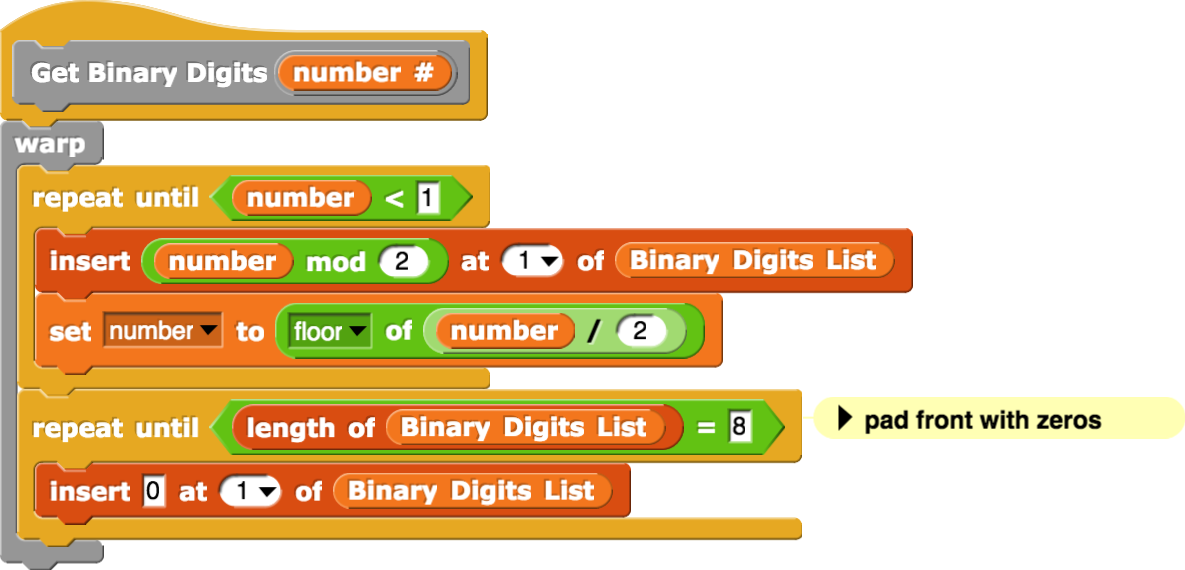 Get Binary Digits number #
warp
repeat until number < 1
insert number mod 2 at 1 of Binary Digits List
set number to floor of number / 2
repeat until length of Binary Digits List = 8 pad front with zeros
insert 0 at 1 of Binary Digits List